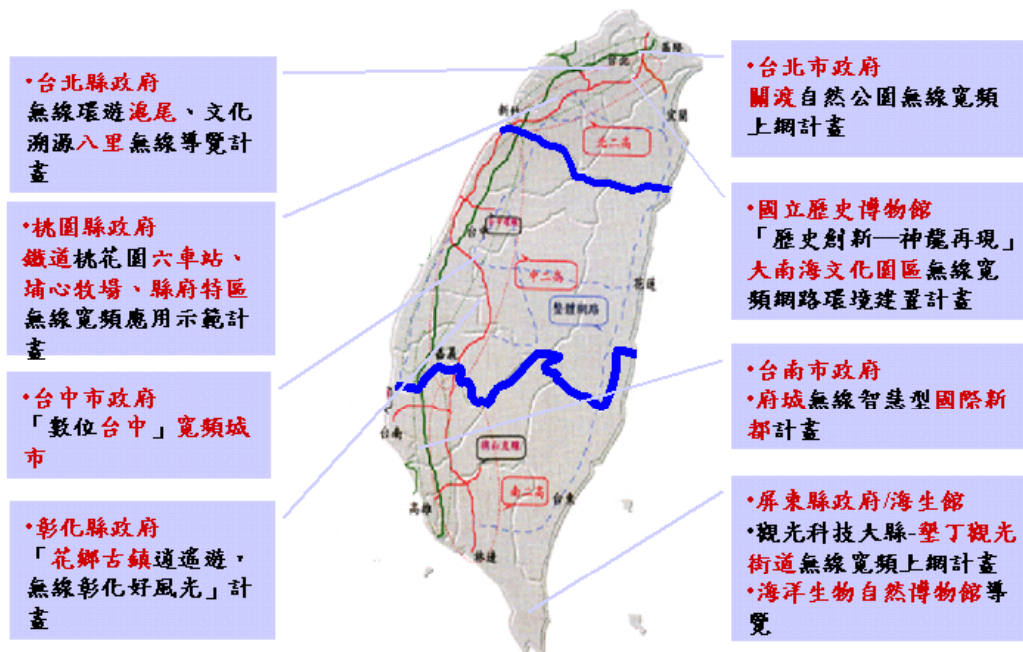 •台北縣政府
無線環遊滬尾、文化
溯源八里無線導覽計
畫
•桃園縣政府
鐵道桃花園六車站、
埔心牧場、縣府特區
無線寬頻應用示範計
畫
•台中市政府
「數位台中」寬頻城
市
•彰化縣政府
「花鄉古鎮逍遙遊，
無線彰化好風光」計
畫
基隆
台北
宜蘭
新竹
北二高
台中
中二高
花蓮
整體網路
嘉義
台南
南二高
台東
高雄
林邊
•台北市政府
關渡自然公園無線寬頻
上網計畫
•國立歷史博物館
「歷史創新—神龍再現」
大南海文化園區無線寬
頻網路環境建置計畫
•台南市政府
•府城無線智慧型國際新
都計畫
•屏東縣政府/海生館
•觀光科技大縣-墾丁觀光
街道無線寬頻上網計畫
•海洋生物自然博物館導
覽